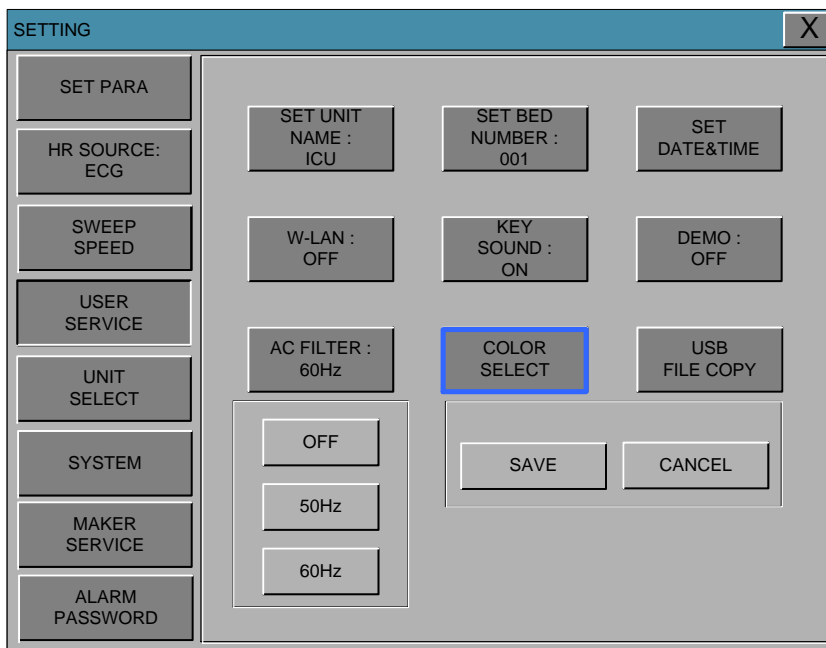 SETTING
X
SET PARA
HR SOURCE:
ECG
SWEEP
SPEED
USER
SERVICE
UNIT
SELECT
SYSTEM
MAKER
SERVICE
ALARM
PASSWORD
SET UNIT
NAME :
ICU
SET BED
NUMBER :
001
SET
DATE&TIME
W-LAN :
OFF
KEY
SOUND :
ON
DEMO :
OFF
AC FILTER :
60Hz
COLOR
SELECT
USB
FILE COPY
OFF
50Hz
60Hz
SAVE
CANCEL